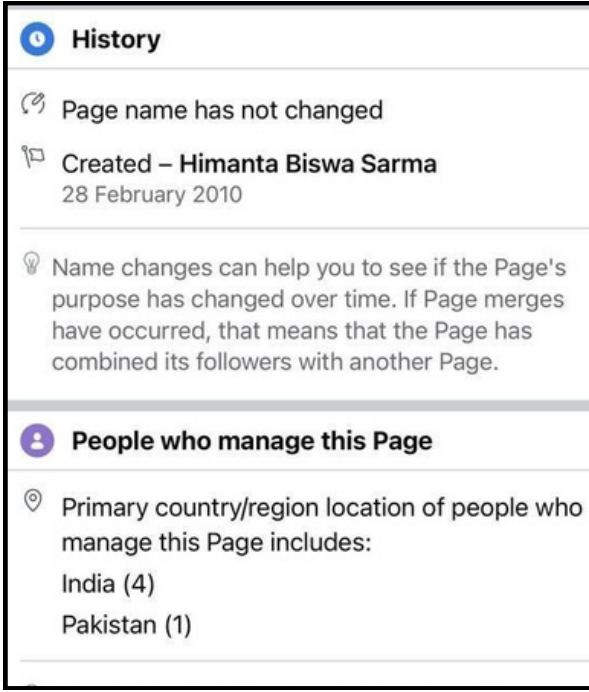 History
Page name has not changed
Created – Himanta Biswa Sarma
28 February 2010
Name changes can help you to see if the Page's
purpose has changed over time. If Page merges
have occurred, that means that the Page has
combined its followers with another Page.
People who manage this Page
Primary country/region location of people who
manage this Page includes:
India (4)
Pakistan (1)